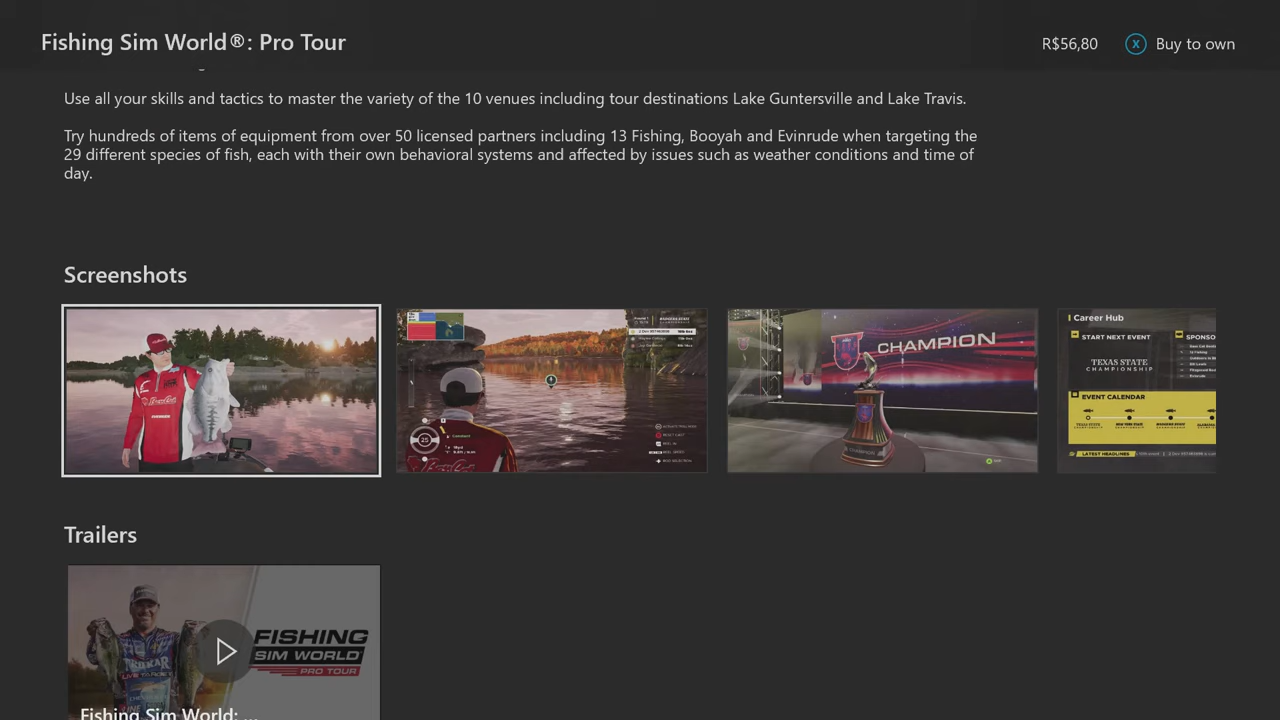 Fishing Sim World®: Pro Tour
R$56,80
X
Buy to own
Use all your skills and tactics to master the variety of the 10 venues including tour destinations Lake Guntersville and Lake Travis.
Try hundreds of items of equipment from over 50 licensed partners including 13 Fishing, Booyah and Evinrude when targeting the
29 different species of fish, each with their own behavioral systems and affected by issues such as weather conditions and time of
day.
Screenshots
25
CHAMPION
CHAMPION
Career Hub
START NEXT EVENT
SPONSO
TEXAS STATE
CHAMPIONSHIP
EVENT CALENDAR
LATEST HEADLINES
Trailers
FISHING
SIM WORLD
PRO TOUR
Fishing Sim World: ...